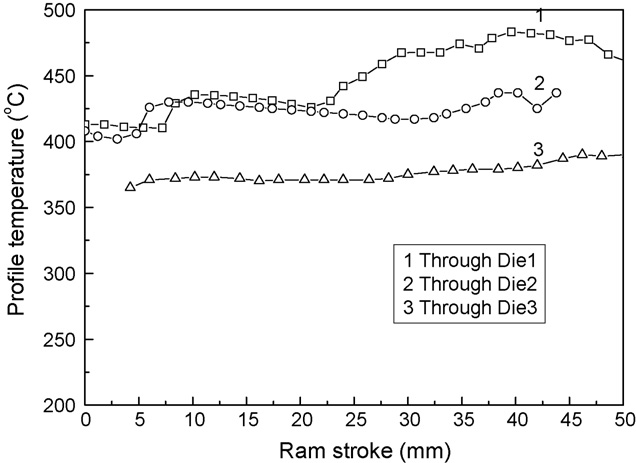 500
450
400
350
300
250
200
Profile temperature (°C)
1
2
3
1 Through Die1
2 Through Die2
3 Through Die3
0 5 10 15 20 25 30 35 40 45 50
Ram stroke (mm)